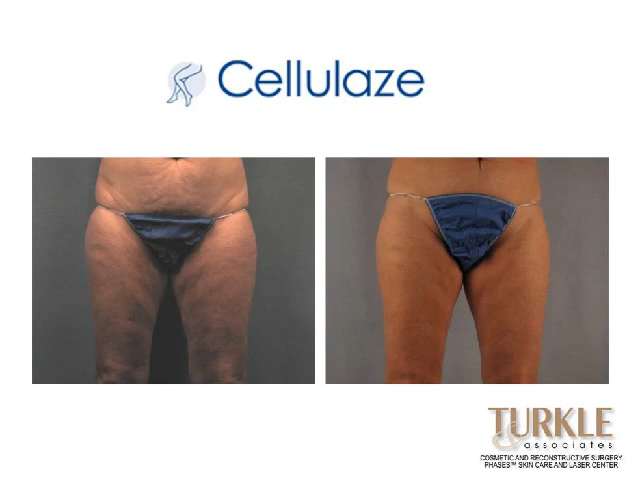 Cellulaze
TURKLE
& associates
COSMETIC AND RECONSTRUCTIVE SURGERY
PHASES™ SKIN CARE AND LASER CENTER